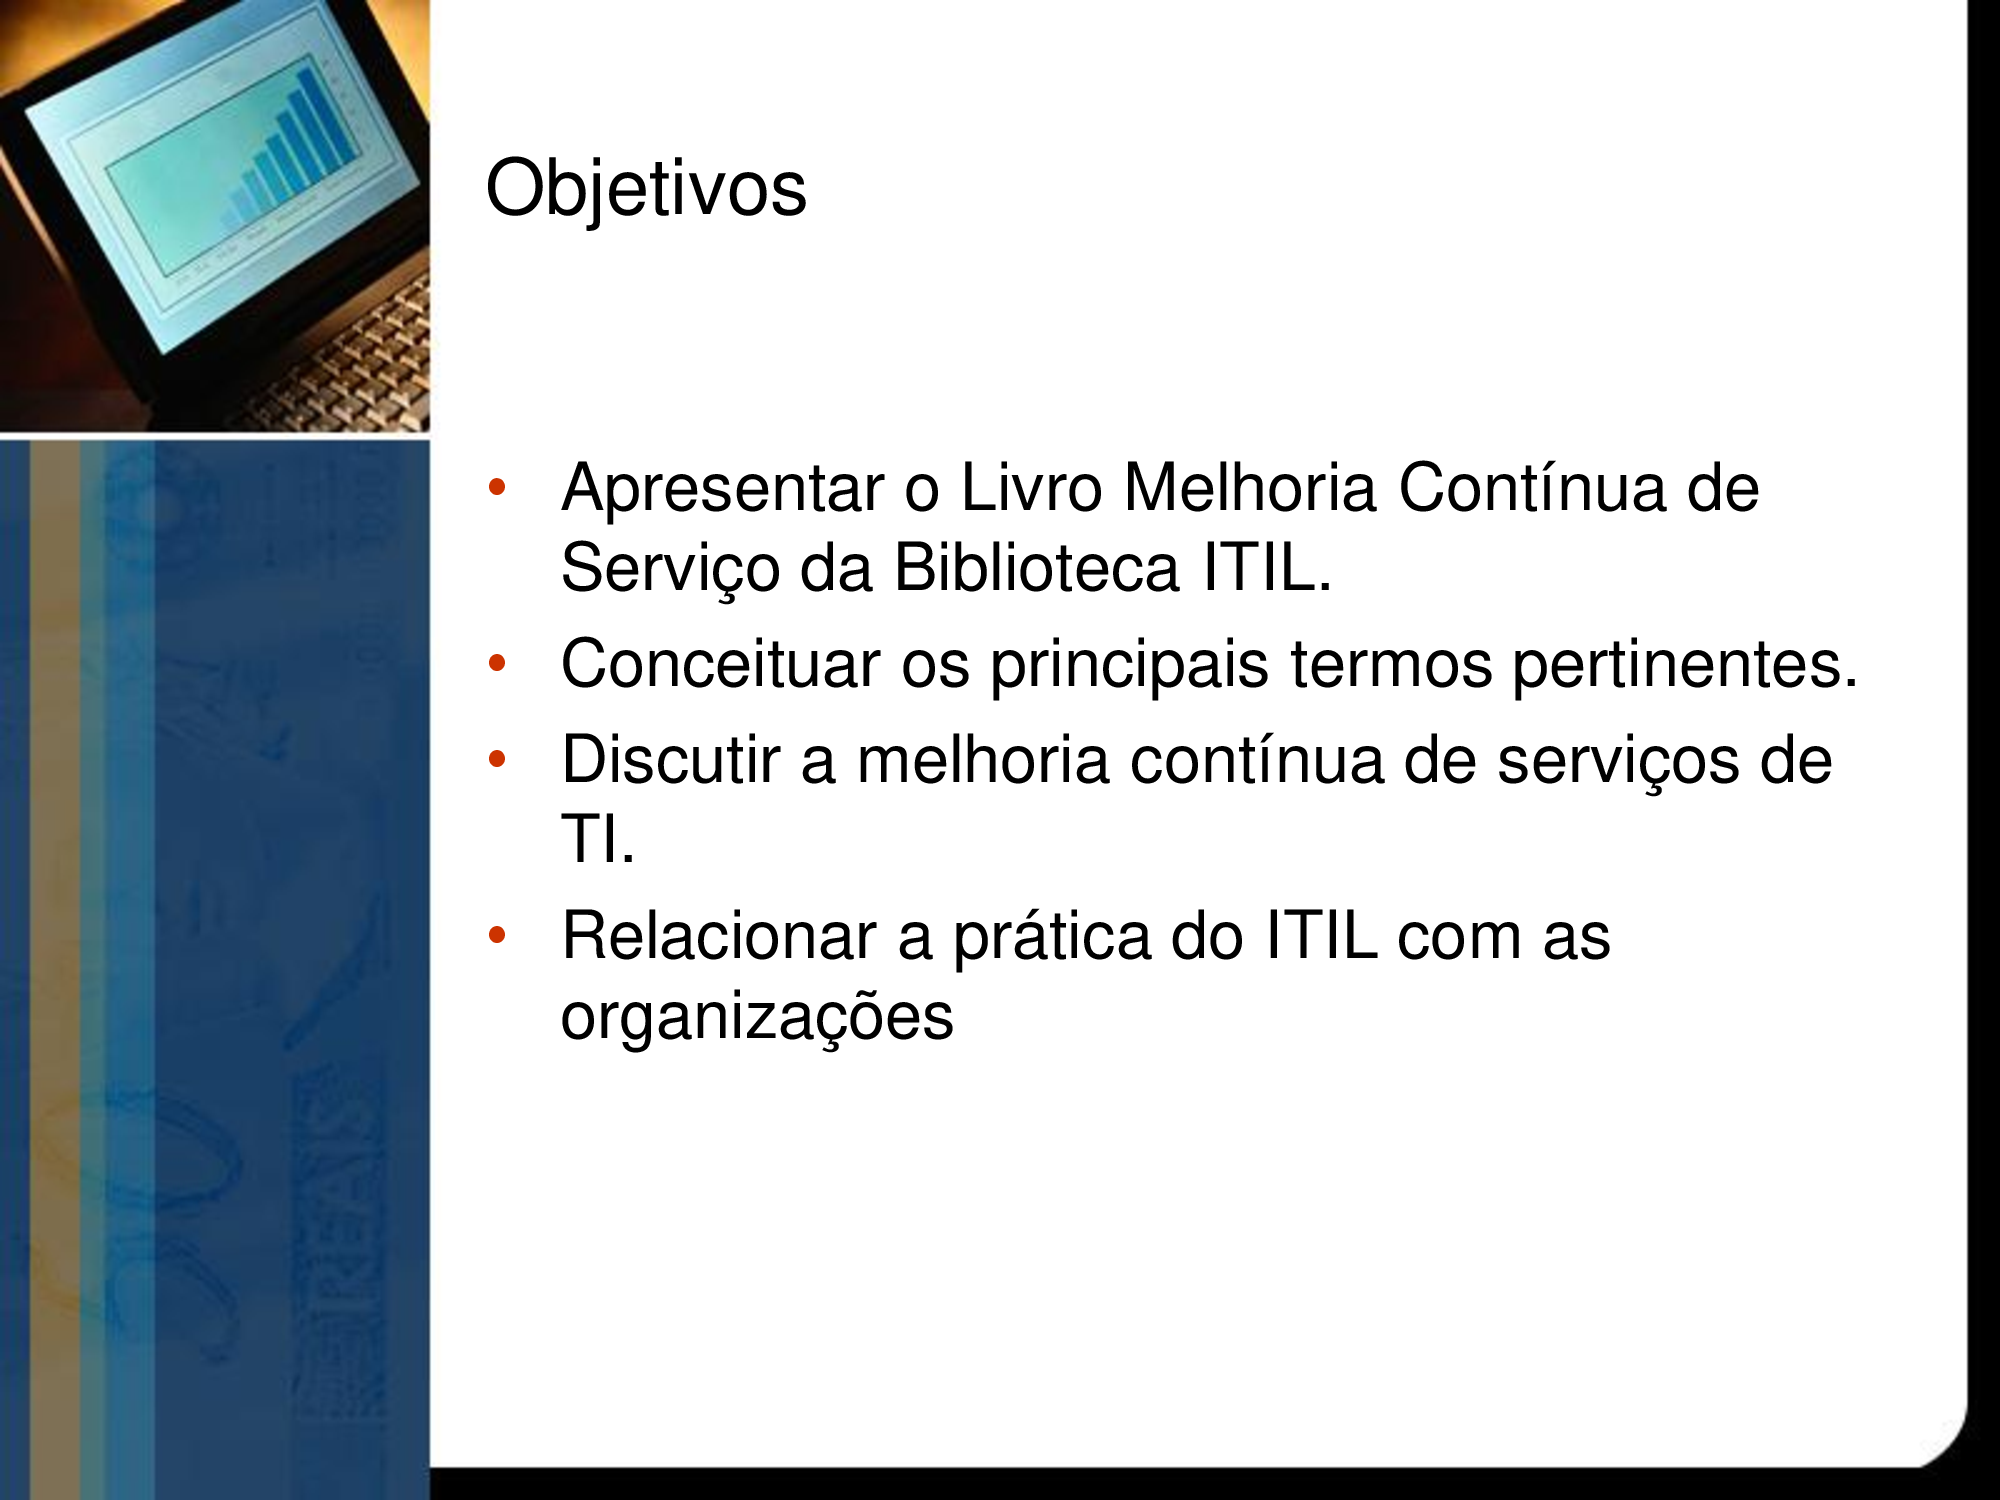 Objetivos
• Apresentar o Livro Melhoria Contínua de
Serviço da Biblioteca ITIL.
• Conceituar os principais termos pertinentes.
• Discutir a melhoria contínua de serviços de
TI.
• Relacionar a prática do ITIL com as
organizações
REAIS